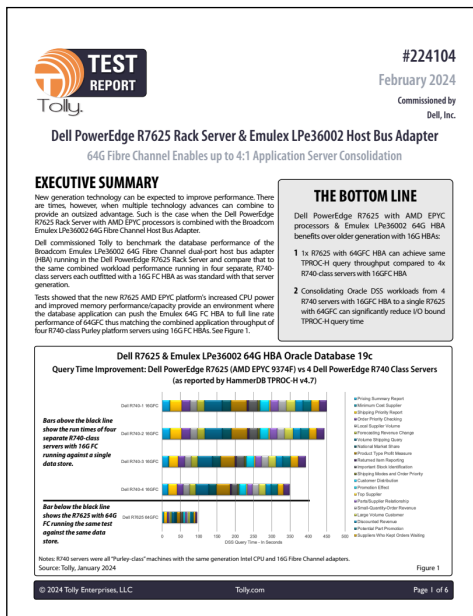 TEST
REPORT
Tolly.
#224104
February 2024
Commissioned by
Dell, Inc.
Dell PowerEdge R7625 Rack Server & Emulex LPe36002 Host Bus Adapter
64G Fibre Channel Enables up to 4:1 Application Server Consolidation
EXECUTIVE SUMMARY
New generation technology can be expected to improve performance. There
are times, however, when multiple technology advances can combine to
provide an outsized advantage. Such is the case when the Dell PowerEdge
R7625 Rack Server with AMD EPYC processors is combined with the Broadcom
Emulex LPe36002 64G Fibre Channel Host Bus Adapter.
Dell commissioned Tolly to benchmark the database performance of the
Broadcom Emulex LPe36002 64G Fibre Channel dual-port host bus adapter
(HBA) running in the Dell PowerEdge R7625 Rack Server and compare that to
the same combined workload performance running in four separate, R740-
class servers each outfitted with a 16G FC HBA as was standard with that server
generation.
Tests showed that the new R7625 AMD EPYC platform's increased CPU power
and improved memory performance/capacity provide an environment where
the database application can push the Emulex 64G FC HBA to full line rate
performance of 64GFC thus matching the combined application throughput of
four R740-class Purley platform servers using 16G FC HBAs. See Figure 1.
THE BOTTOM LINE
Dell PowerEdge R7625 with AMD EPYC
processors & Emulex LPe36002 64G HBA
benefits over older generation with 16G HBAs:
1 1x R7625 with 64GFC HBA can achieve same
TPROC-H query throughput compared to 4x
R740-class servers with 16GFC HBA
2 Consolidating Oracle DSS workloads from 4
R740 servers with 16GFC HBA to a single R7625
with 64GFC can significantly reduce I/O bound
TPROC-H query time
Dell R7625 & Emulex LPe36002 64G HBA Oracle Database 19c
Query Time Improvement: Dell PowerEdge R7625 (AMD EPYC 9374F) vs 4 Dell PowerEdge R740 Class Servers
(as reported by HammerDB TPROC-H v4.7)
Bars above the black line
show the run times of four
separate R740-class
servers with 16G FC
running against a single
data store.
Bar below the black line
shows the R7625 with 64G
FC running the same test
against the same data
store.
Dell R740-1 16GFC
Dell R740-2 16GFC
Dell R740-3 16GFC
Dell R740-4 16GFC
Dell R7625 64GFC
0 50 100 150 200 250 300 350 400 450 500
DSS Query Time - in Seconds
Pricing Summary Report
Minimum Cost Supplier
Shipping Priority Report
Order Priority Checking
Local Supplier Volume
Forecasting Revenue Change
Volume Shipping Query
National Market Share
Product Type Profit Measure
Returned Item Reporting
Important Stock Identification
Shipping Modes and Order Priority
Customer Distribution
Promotion Effect
Top Supplier
Parts/Supplier Relationship
Small-Quantity-Order Revenue
Large Volume Customer
Discounted Revenue
Potential Part Promotion
Suppliers Who Kept Orders Waiting
Notes: R740 servers were all "Purley-class" machines with the same generation Intel CPU and 16G Fibre Channel adapters.
Source: Tolly, January 2024
Figure 1
© 2024 Tolly Enterprises, LLC
Tolly.com
Page 1 of 6